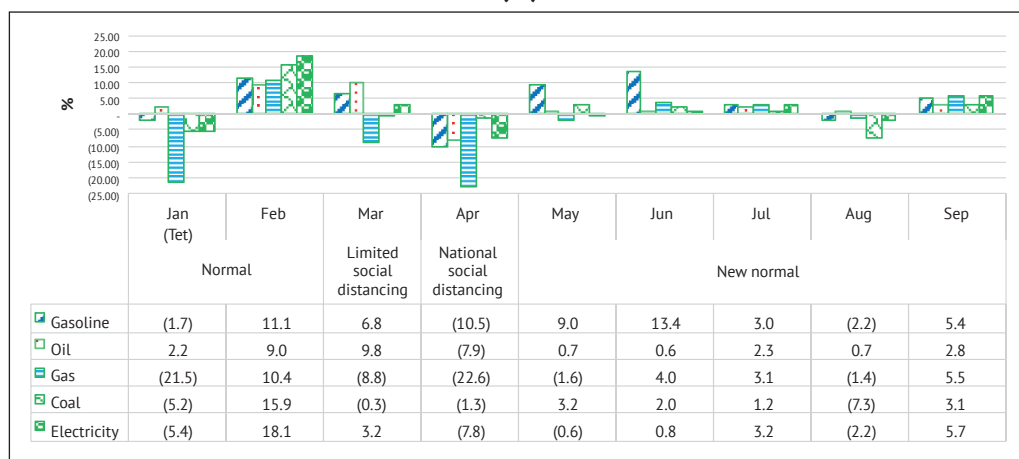 %
25.00
20.00
15.00
10.00
5.00
-
(5.00)
(10.00)
(15.00)
(20.00)
(25.00)
Jan Feb Mar Apr May Jun Jul Aug Sep
(Tet)
Normal
Limited
social
distancing
National
social
distancing
New normal
Gasoline (1.7) 11.1 6.8 (10.5) 9.0 13.4 3.0 (2.2) 5.4
Oil 2.2 9.0 9.8 (7.9) 0.7 0.6 2.3 0.7 2.8
Gas (21.5) 10.4 (8.8) (22.6) (1.6) 4.0 3.1 (1.4) 5.5
Coal (5.2) 15.9 (0.3) (1.3) 3.2 2.0 1.2 (7.3) 3.1
Electricity (5.4) 18.1 3.2 (7.8) (0.6) 0.8 3.2 (2.2) 5.7